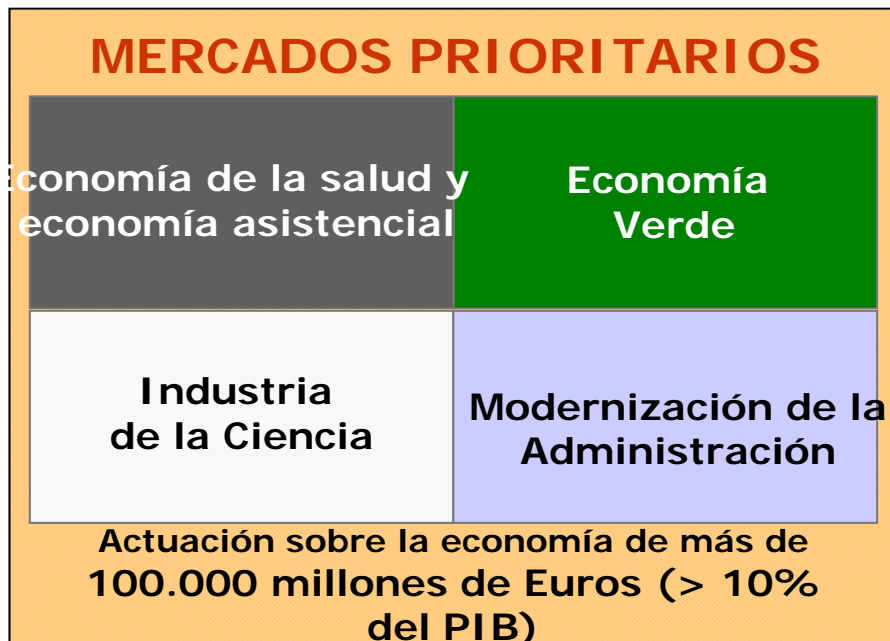 MERCADOS PRIORITARIOS
Economía de la salud y
economía asistencial
Economía
Verde
Industria
de la Ciencia
Modernización de la
Administración
Actuación sobre la economía de más de
100.000 millones de Euros (> 10%
del PIB)